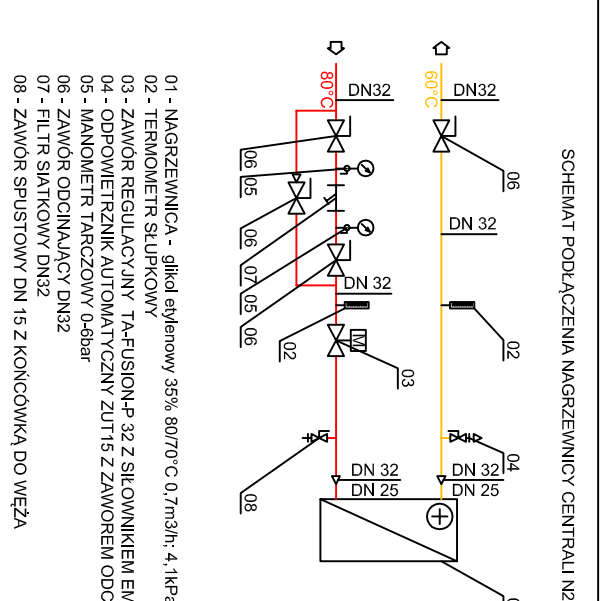 SCHEMAT PODŁĄCZENIA NAGRZEWNICY CENTRALI N2
60°C
DN32
06
DN 32
02
04
DN 32
DN 25
80°C
DN32
06
05
06
07
05
06
DN 32
02
M
03
08
DN 32
DN 25
01 - NAGRZEWNICA - glikol etylenowy 35% 80/70°C 0,7m3/h; 4,1kPa
02 - TERMOMETR SŁUPKOWY
03 - ZAWÓR REGULACYJNY TA-FUSION-P 32 Z SIŁOWNIKIEM EM
04 - ODPOWIETRZNIK AUTOMATYCZNY ZUT15 Z ZAWOREM ODC
05 - MANOMETR TARCZOWY 0-6bar
06 - ZAWÓR ODCINAJĄCY DN32
07 - FILTR SIATKOWY DN32
08 - ZAWÓR SPUSTOWY DN 15 Z KOŃCÓWKĄ DO WĘŻA